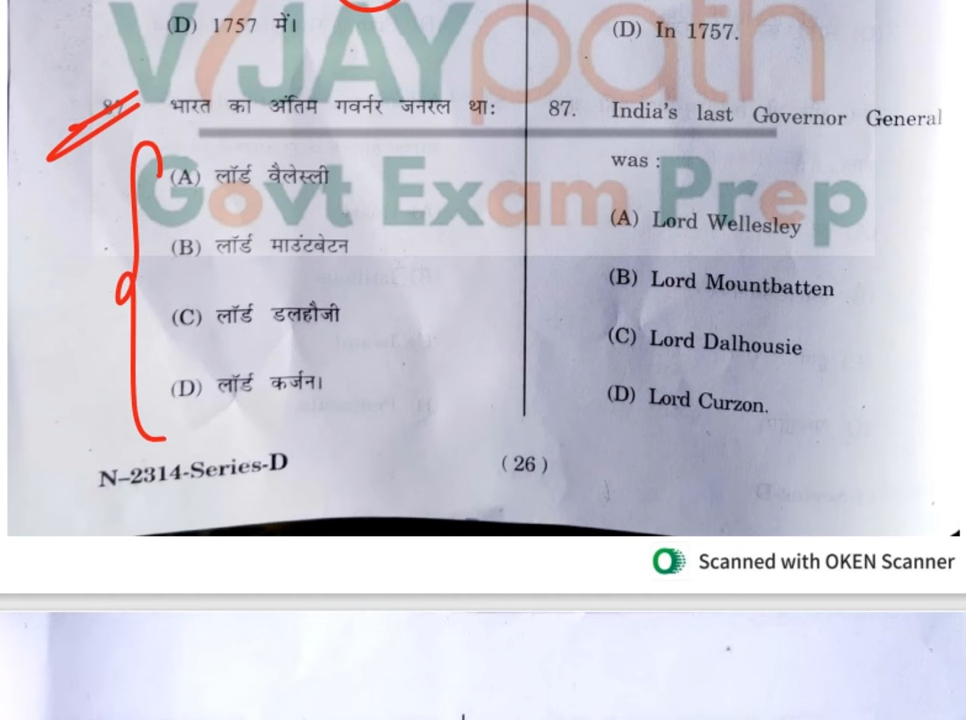 VIJAYpath
Govt Exam Prep
(D) 1757 में।
87. भारत का अंतिम गवर्नर जनरल था:
(A) लॉर्ड वैलेस्ली
(B) लॉर्ड माउंटबेटन
(C) लॉर्ड डलहौजी
(D) लॉर्ड कर्जन।
N–2314-Series-D
(D) In 1757.
87. India's last Governor General
was :
(A) Lord Wellesley
(B) Lord Mountbatten
(C) Lord Dalhousie
(D) Lord Curzon.
( 26 )
Scanned with OKEN Scanner